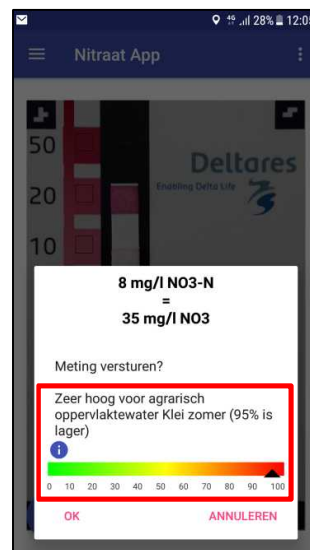 4G 28% 12:05
Nitraat App
50
Deltares
20
Enabling Delta Life
10
8 mg/l NO3-N
=
35 mg/l NO3
Meting versturen?
Zeer hoog voor agrarisch
oppervlaktewater Klei zomer (95% is
lager)
i
0 10 20 30 40 50 60 70 80 90 100
OK ANNULEREN